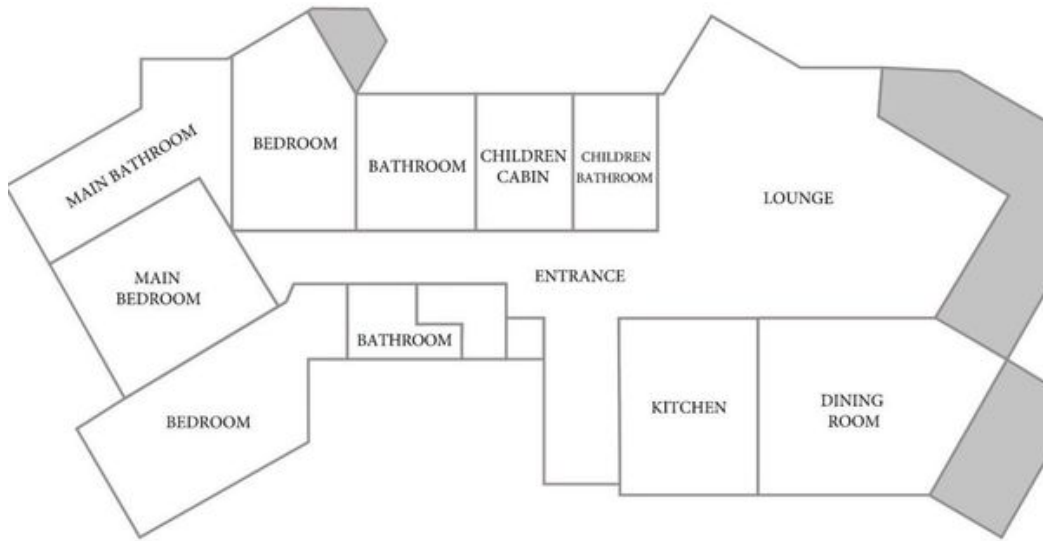 MAIN BATHROOM
BEDROOM
BATHROOM
CHILDREN
CABIN
CHILDREN
BATHROOM
LOUNGE
MAIN
BEDROOM
ENTRANCE
BATHROOM
BEDROOM
KITCHEN
DINING
ROOM